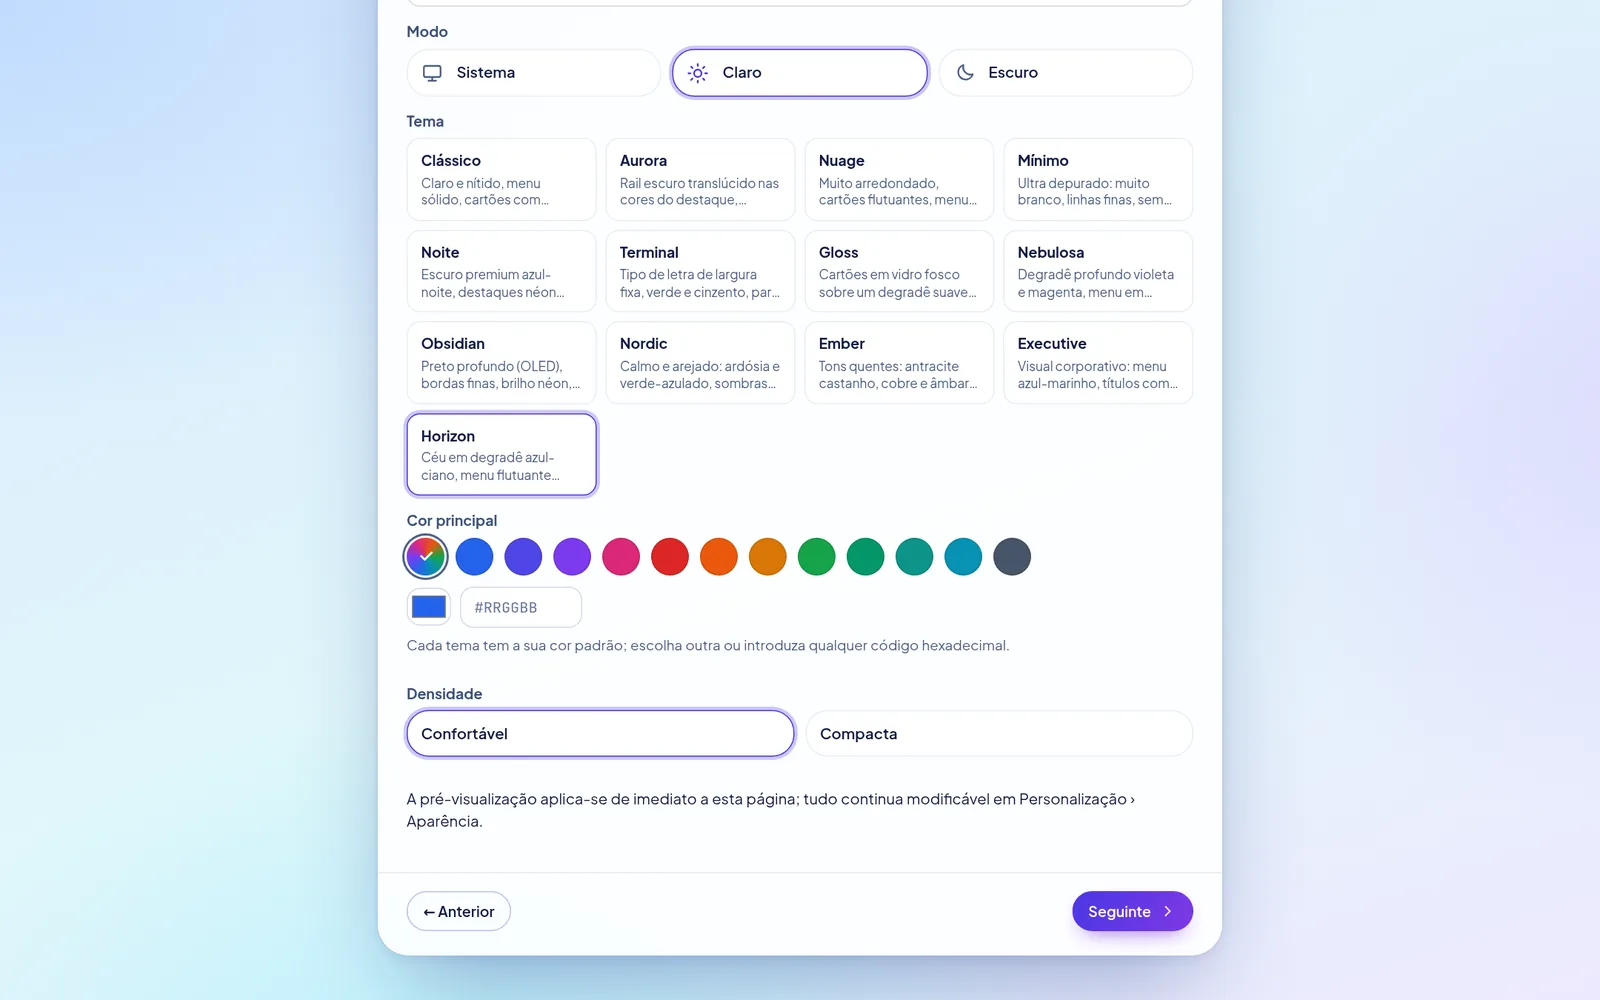 Modo
Sistema
Claro
Escuro
Tema
Clássico
Claro e nítido, menu
sólido, cartões com…
Aurora
Rail escuro translúcido nas
cores do destaque,…
Nuage
Muito arredondado,
cartões flutuantes, menu…
Mínimo
Ultra depurado: muito
branco, linhas finas, sem…
Noite
Escuro premium azul-
noite, destaques néon…
Terminal
Tipo de letra de largura
fixa, verde e cinzento, par…
Gloss
Cartões em vidro fosco
sobre um degradê suave…
Nebulosa
Degradê profundo violeta
e magenta, menu em…
Obsidian
Preto profundo (OLED),
bordas finas, brilho néon,…
Nordic
Calmo e arejado: ardósia e
verde-azulado, sombras…
Ember
Tons quentes: antracite
castanho, cobre e âmbar…
Executive
Visual corporativo: menu
azul-marinho, títulos com…
Horizon
Céu em degradê azul-
ciano, menu flutuante…
Cor principal
#RRGGBB
Cada tema tem a sua cor padrão; escolha outra ou introduza qualquer código hexadecimal.
Densidade
Confortável
Compacta
A pré-visualização aplica-se de imediato a esta página; tudo continua modificável em Personalização ›
Aparência.
← Anterior
Seguinte